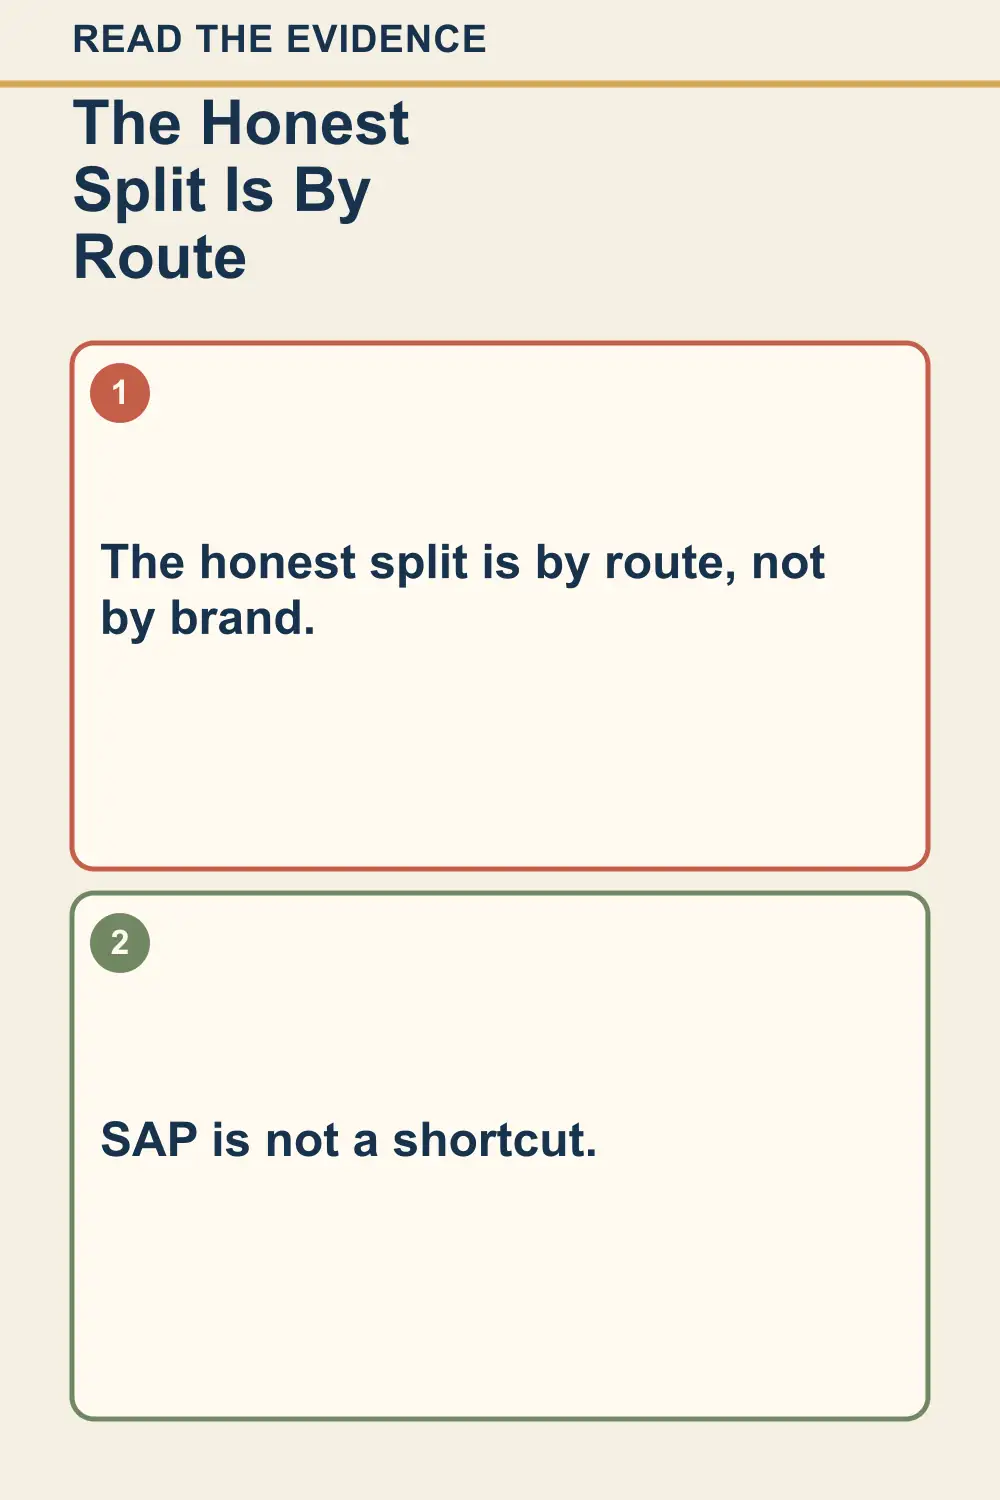 READ THE EVIDENCE
The Honest
Split Is By
Route
1
The honest split is by route, not
by brand.
2
SAP is not a shortcut.